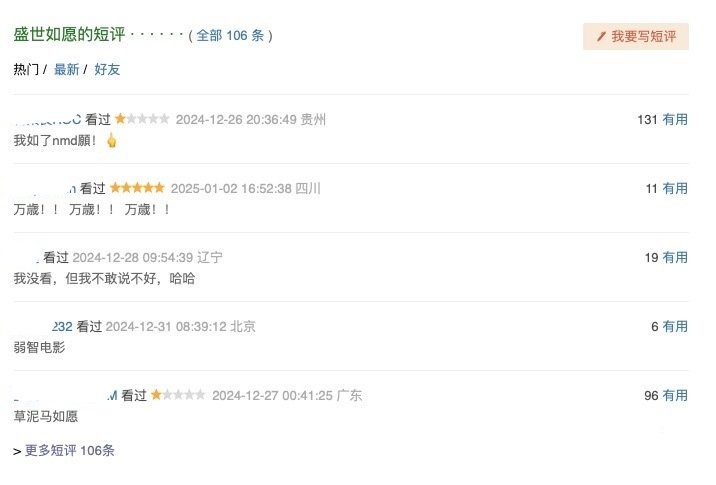 盛世如愿的短评 · · · · · · ( 全部 106 条 )
我要写短评
热门 / 最新 / 好友
看过 2024-12-26 20:36:49 贵州
131 有用
我如了nmd願！🖕
看过 2025-01-02 16:52:38 四川
11 有用
万歳！！ 万歳！！ 万歳！！
看过 2024-12-28 09:54:39 辽宁
19 有用
我没看，但我不敢说不好，哈哈
232 看过 2024-12-31 08:39:12 北京
6 有用
弱智电影
看过 2024-12-27 00:41:25 广东
96 有用
草泥马如愿
> 更多短评 106条